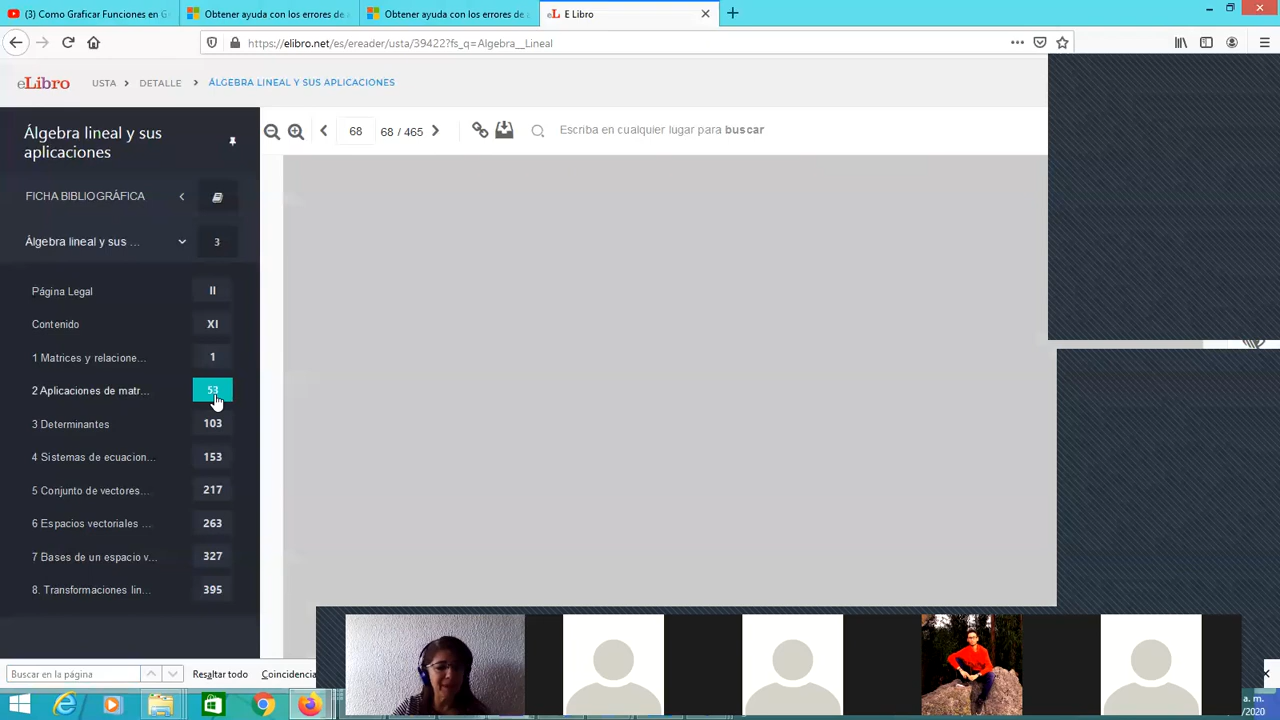 (3) Como Graficar Funciones en G
Obtener ayuda con los errores de
Obtener ayuda con los errores de
eL E Libro
https://elibro.net/es/ereader/usta/39422?fs_q=Algebra__Lineal
eLibro
USTA > DETALLE > ÁLGEBRA LINEAL Y SUS APLICACIONES
Álgebra lineal y sus
aplicaciones
68 68 / 465
Escriba en cualquier lugar para buscar
FICHA BIBLIOGRÁFICA
Álgebra lineal y sus ... 3
Página Legal II
Contenido XI
1 Matrices y relacione... 1
2 Aplicaciones de matr... 53
3 Determinantes 103
4 Sistemas de ecuacion... 153
5 Conjunto de vectores... 217
6 Espacios vectoriales ... 263
7 Bases de un espacio v... 327
8. Transformaciones lin... 395
Buscar en la página
Resaltar todo
Coincidencia
a. m.
/2020